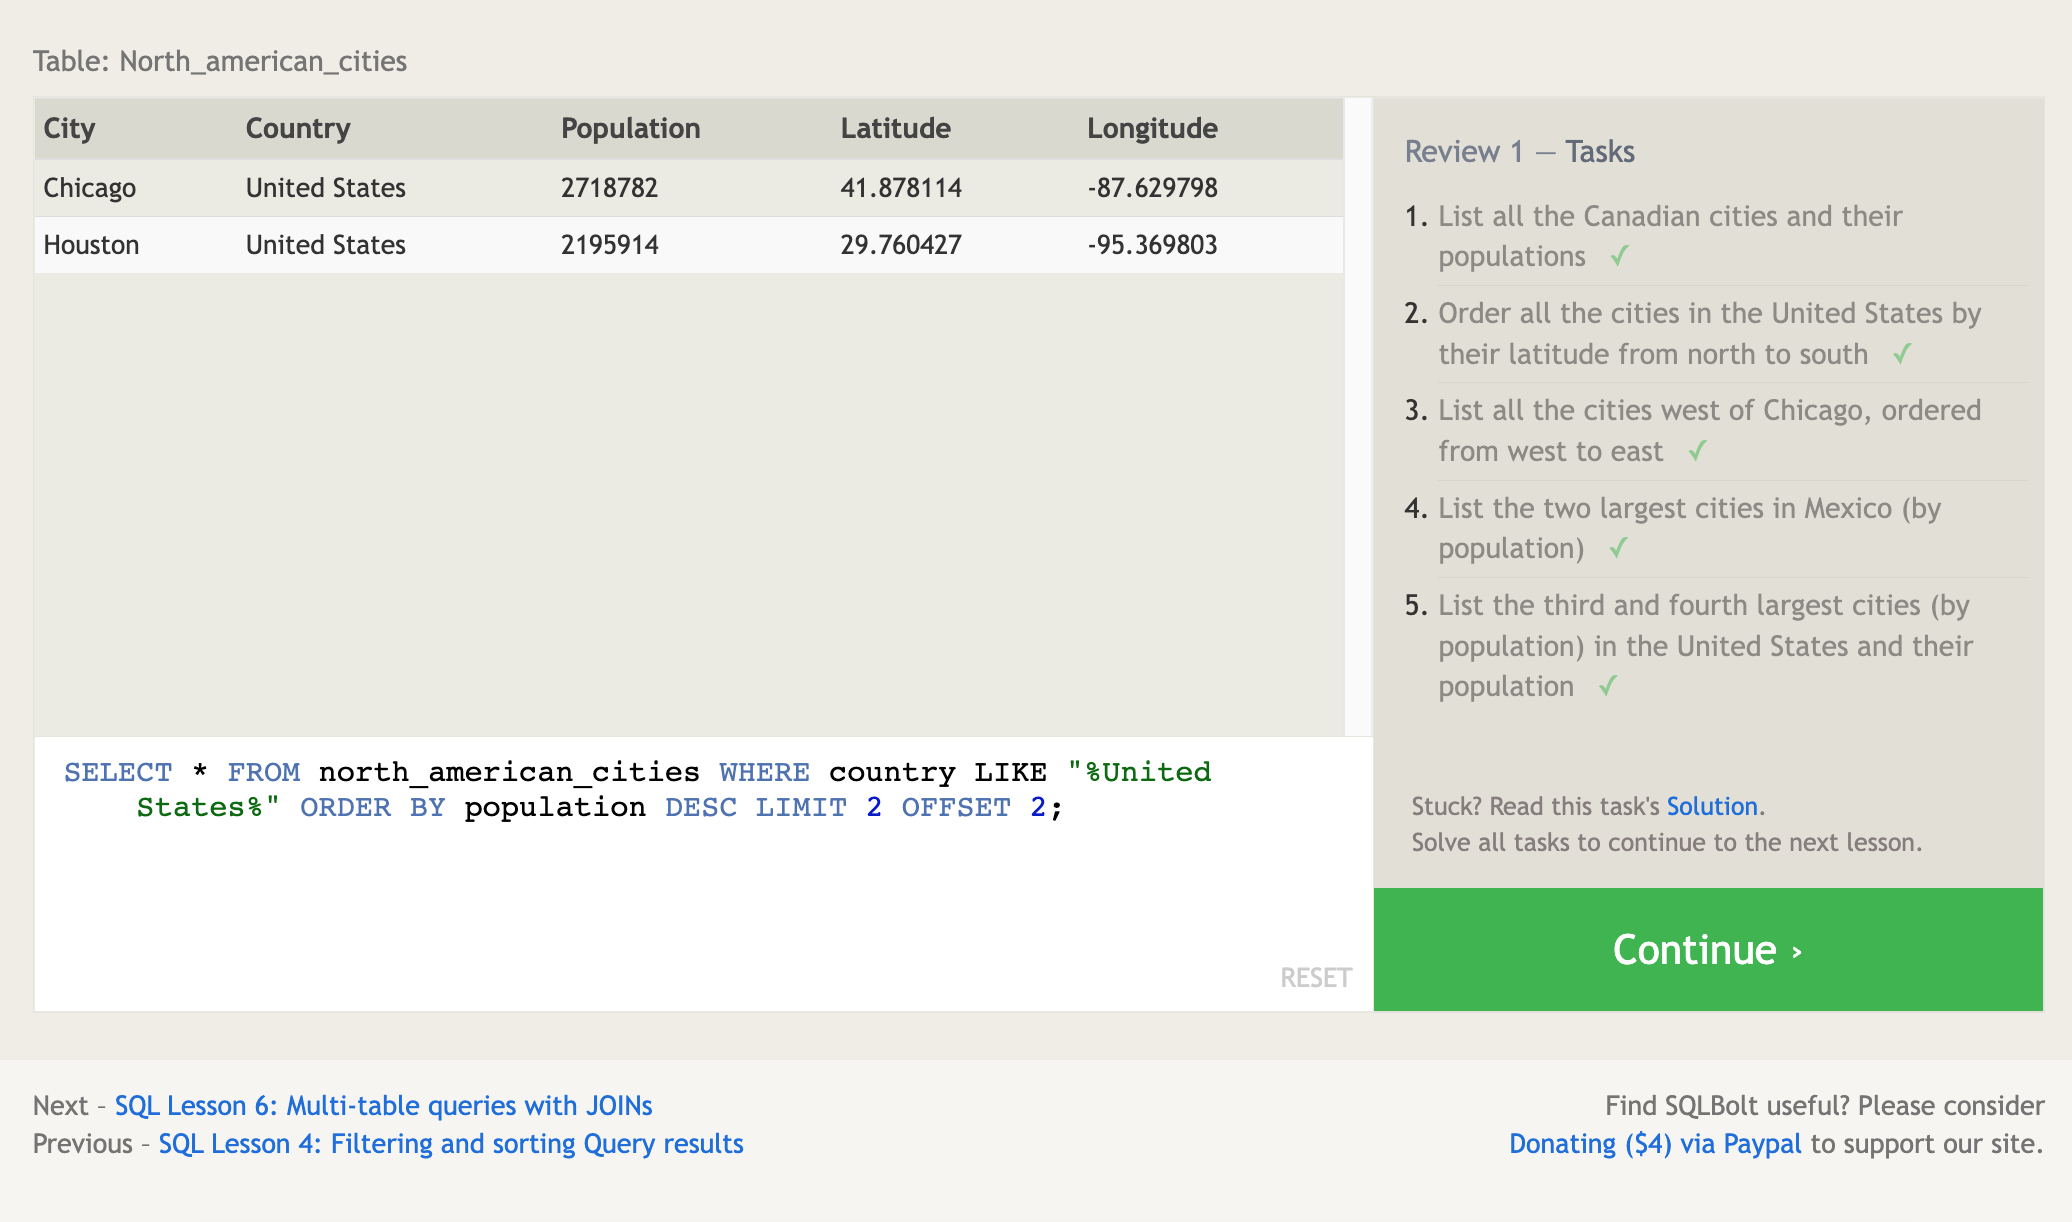 Table: North_american_cities
City Country Population Latitude Longitude
Chicago United States 2718782 41.878114 -87.629798
Houston United States 2195914 29.760427 -95.369803
SELECT * FROM north_american_cities WHERE country LIKE "%United
States%" ORDER BY population DESC LIMIT 2 OFFSET 2;
RESET
Review 1 — Tasks
1. List all the Canadian cities and their
populations ✓
2. Order all the cities in the United States by
their latitude from north to south ✓
3. List all the cities west of Chicago, ordered
from west to east ✓
4. List the two largest cities in Mexico (by
population) ✓
5. List the third and fourth largest cities (by
population) in the United States and their
population ✓
Stuck? Read this task's Solution.
Solve all tasks to continue to the next lesson.
Continue ›
Next – SQL Lesson 6: Multi-table queries with JOINs
Previous – SQL Lesson 4: Filtering and sorting Query results
Find SQLBolt useful? Please consider
Donating ($4) via Paypal to support our site.